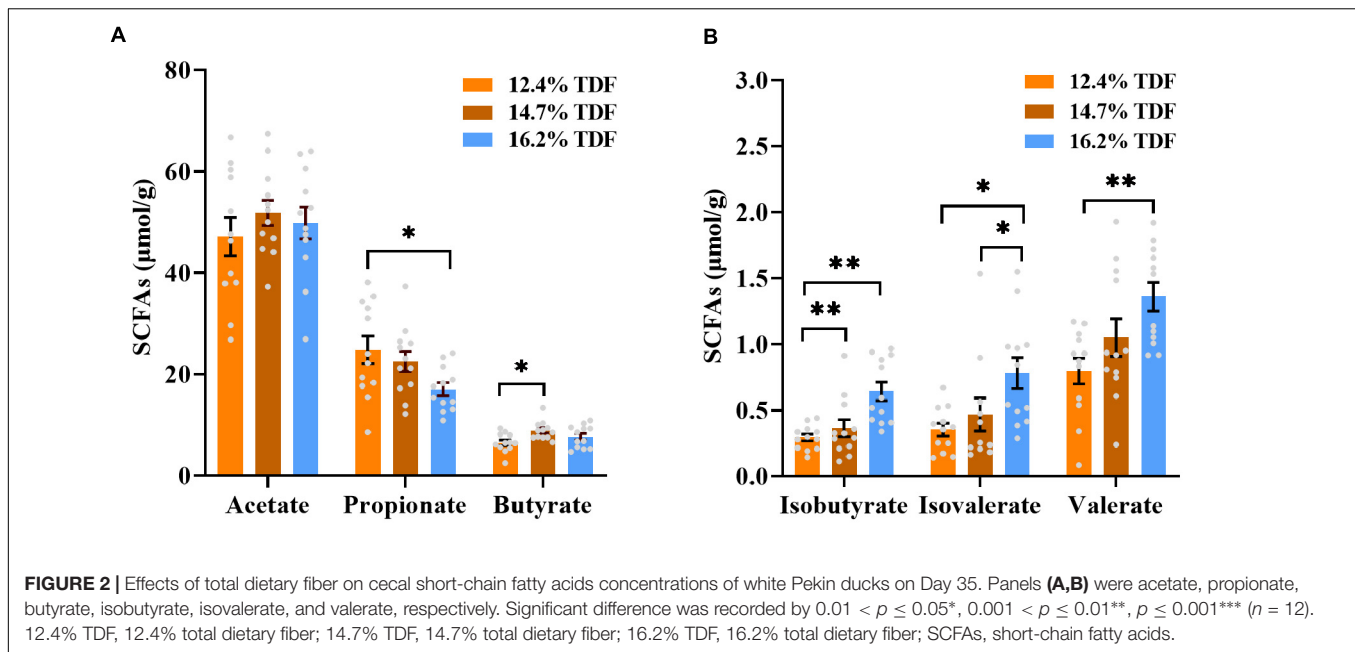 A
80
60
40
20
0
SCFAs (μmol/g)
12.4% TDF
14.7% TDF
16.2% TDF
*
*
Acetate Propionate Butyrate
B
3.0
2.5
2.0
1.5
1.0
0.5
0.0
SCFAs (μmol/g)
12.4% TDF
14.7% TDF
16.2% TDF
**
**
*
*
**
Isobutyrate Isovalerate Valerate
FIGURE 2 | Effects of total dietary fiber on cecal short-chain fatty acids concentrations of white Pekin ducks on Day 35. Panels (A,B) were acetate, propionate,
butyrate, isobutyrate, isovalerate, and valerate, respectively. Significant difference was recorded by 0.01 < p ≤ 0.05*, 0.001 < p ≤ 0.01**, p ≤ 0.001*** (n = 12).
12.4% TDF, 12.4% total dietary fiber; 14.7% TDF, 14.7% total dietary fiber; 16.2% TDF, 16.2% total dietary fiber; SCFAs, short-chain fatty acids.